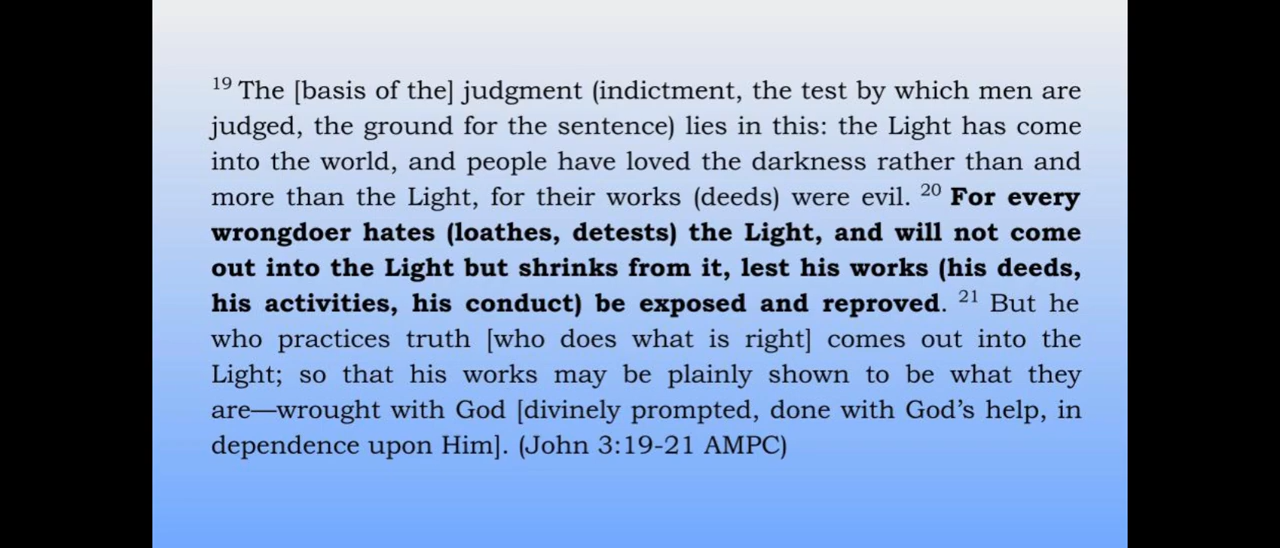 19 The [basis of the] judgment (indictment, the test by which men are
judged, the ground for the sentence) lies in this: the Light has come
into the world, and people have loved the darkness rather than and
more than the Light, for their works (deeds) were evil. 20 For every
wrongdoer hates (loathes, detests) the Light, and will not come
out into the Light but shrinks from it, lest his works (his deeds,
his activities, his conduct) be exposed and reproved. 21 But he
who practices truth [who does what is right] comes out into the
Light; so that his works may be plainly shown to be what they
are—wrought with God [divinely prompted, done with God’s help, in
dependence upon Him]. (John 3:19-21 AMPC)